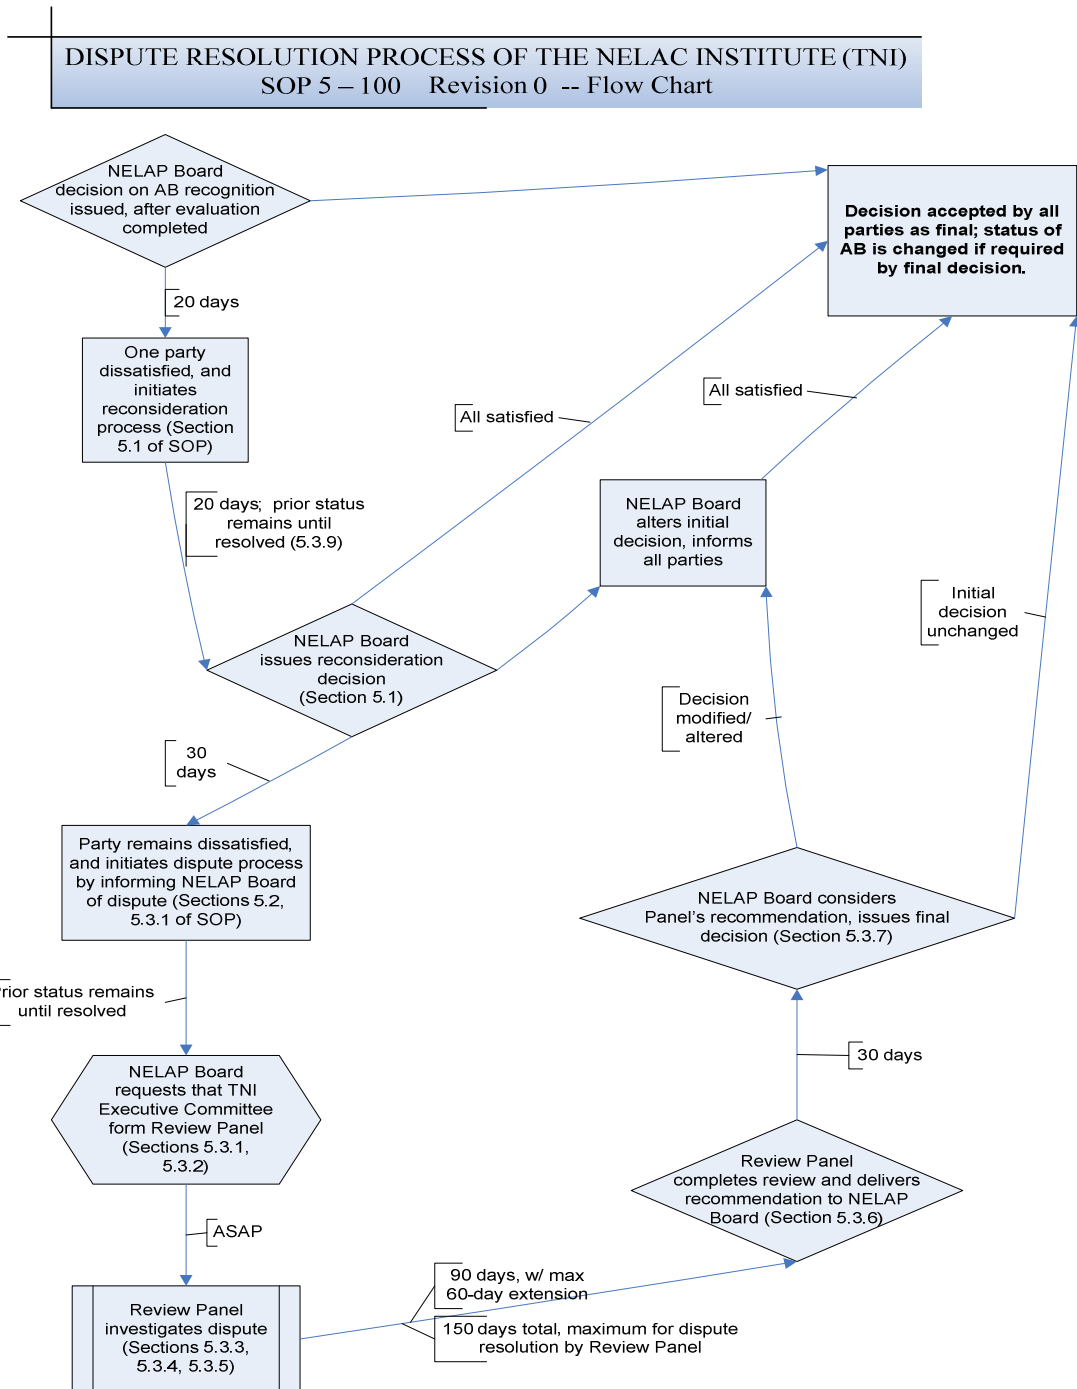 DISPUTE RESOLUTION PROCESS OF THE NELAC INSTITUTE (TNI)
SOP 5 – 100 Revision 0 -- Flow Chart
NELAP Board
decision on AB recognition
issued, after evaluation
completed
Decision accepted by all
parties as final; status of
AB is changed if required
by final decision.
20 days
One party
dissatisfied, and
initiates
reconsideration
process (Section
5.1 of SOP)
All satisfied
All satisfied
20 days; prior status
remains until
resolved (5.3.9)
NELAP Board
alters initial
decision, informs
all parties
Initial
decision
unchanged
NELAP Board
issues reconsideration
decision
(Section 5.1)
Decision
modified/
altered
30
days
Party remains dissatisfied,
and initiates dispute process
by informing NELAP Board
of dispute (Sections 5.2,
5.3.1 of SOP)
NELAP Board considers
Panel's recommendation, issues final
decision (Section 5.3.7)
rior status remains
until resolved
30 days
NELAP Board
requests that TNI
Executive Committee
form Review Panel
(Sections 5.3.1,
5.3.2)
Review Panel
completes review and delivers
recommendation to NELAP
Board (Section 5.3.6)
ASAP
90 days, w/ max
60-day extension
150 days total, maximum for dispute
resolution by Review Panel
Review Panel
investigates dispute
(Sections 5.3.3,
5.3.4, 5.3.5)